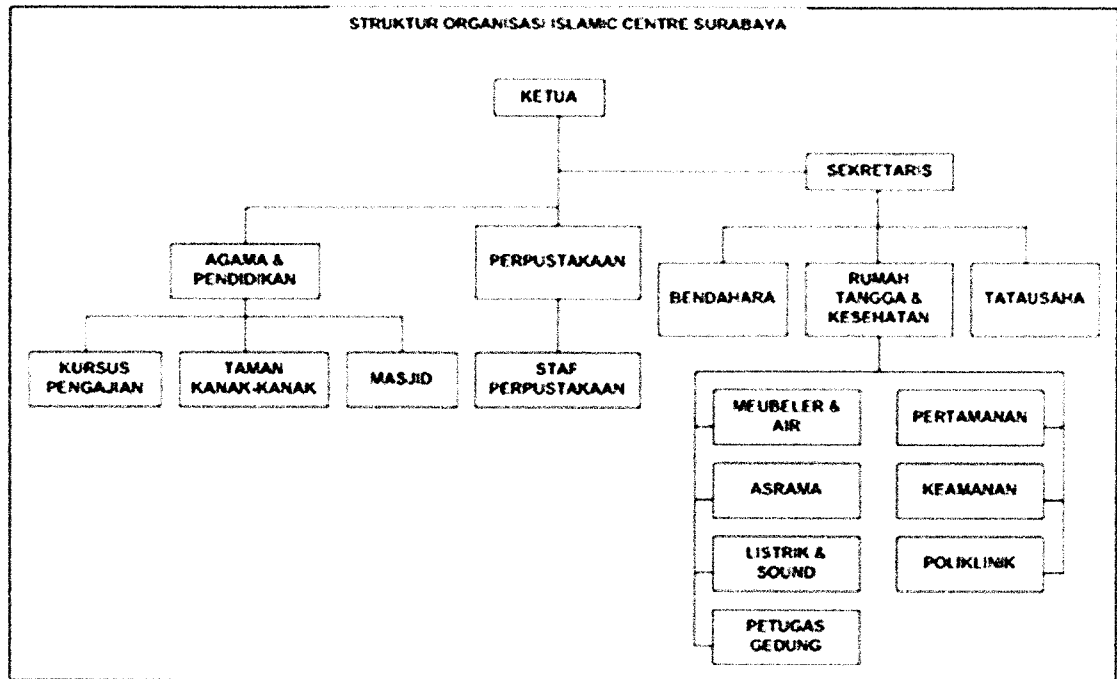 STRUKTUR ORGANISASI ISLAMIC CENTRE SURABAYA
KETUA
SEKRETARIS
AGAMA &
PENDIDIKAN
PERPUSTAKAAN
BENDAHARA
RUMAH
TANGGA &
KESEHATAN
TATAUSAHA
KURSUS
PENGAJIAN
TAMAN
KANAK-KANAK
MASJID
STAF
PERPUSTAKAAN
MEUBELER &
AIR
PERTAMANAN
ASRAMA
KEAMANAN
LISTRIK &
SOUND
POLIKLINIK
PETUGAS
GEDUNG